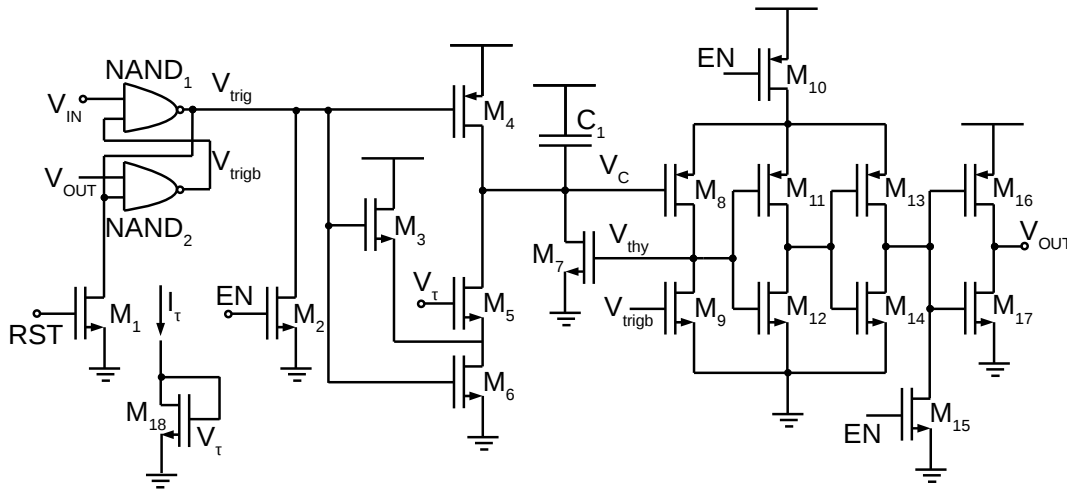 NAND1
VIN
Vtrig
Vtrigb
VOUT
NAND2
RST
M1
Iτ
EN
M2
M18
Vτ
M3
M4
Vτ
M5
M6
C1
VC
M7
Vthy
Vtrigb
EN
M10
M8
M11
M13
M16
VOUT
M9
M12
M14
M17
EN
M15